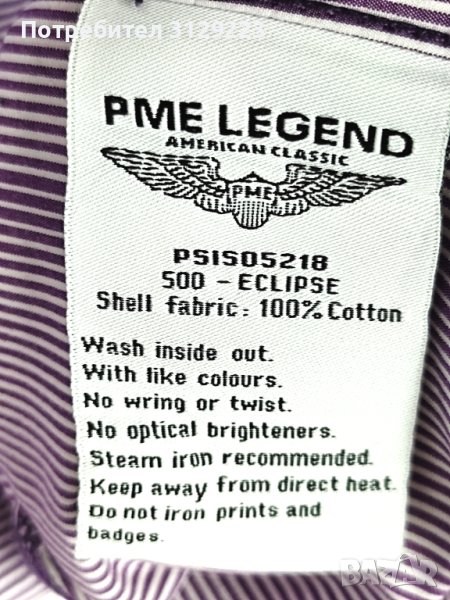 Потребител 3129223
PME LEGEND
AMERICAN CLASSIC
PME
PSIS05218
500 - ECLIPSE
Shell fabric: 100% Cotton
Wash inside out.
With like colours.
No wring or twist.
No optical brighteners.
Steam iron recommended.
Keep away from direct heat.
Do not iron prints and
badges.
BAZAR